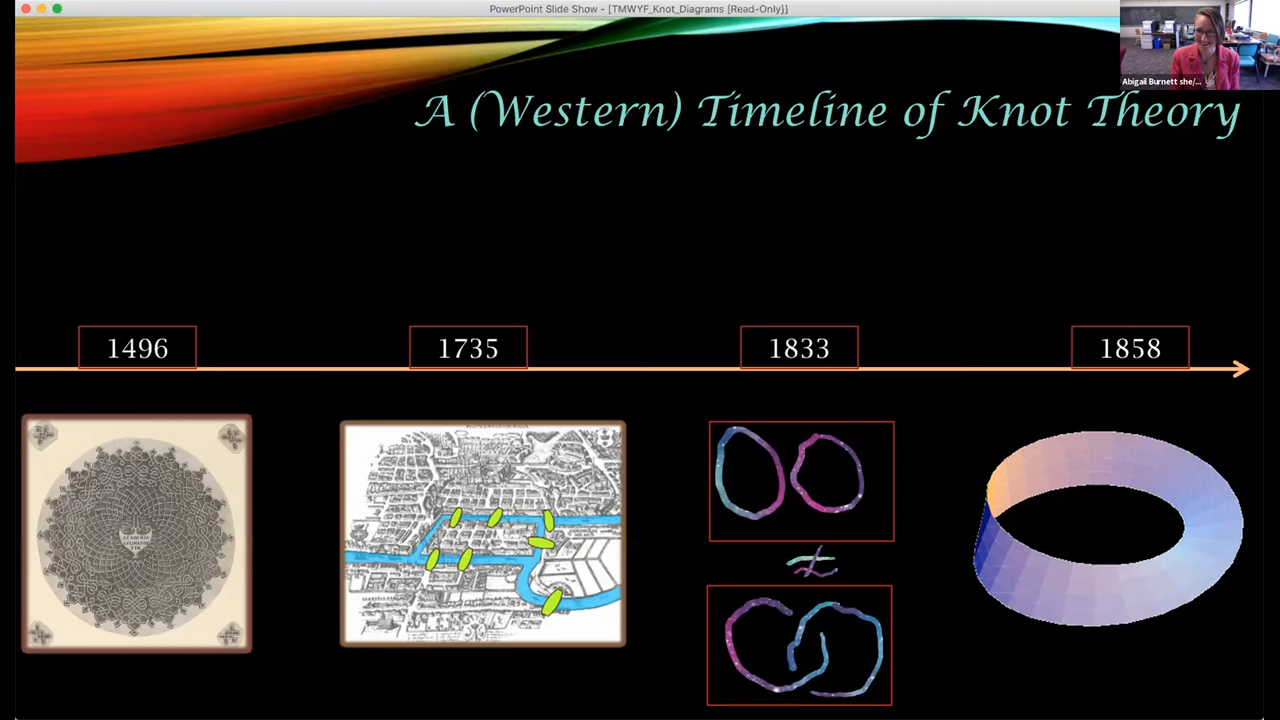 PowerPoint Slide Show - [TMWYF_Knot_Diagrams [Read-Only]]
Abigail Burnett she/...
A (Western) Timeline of Knot Theory
1496
1735
1833
1858